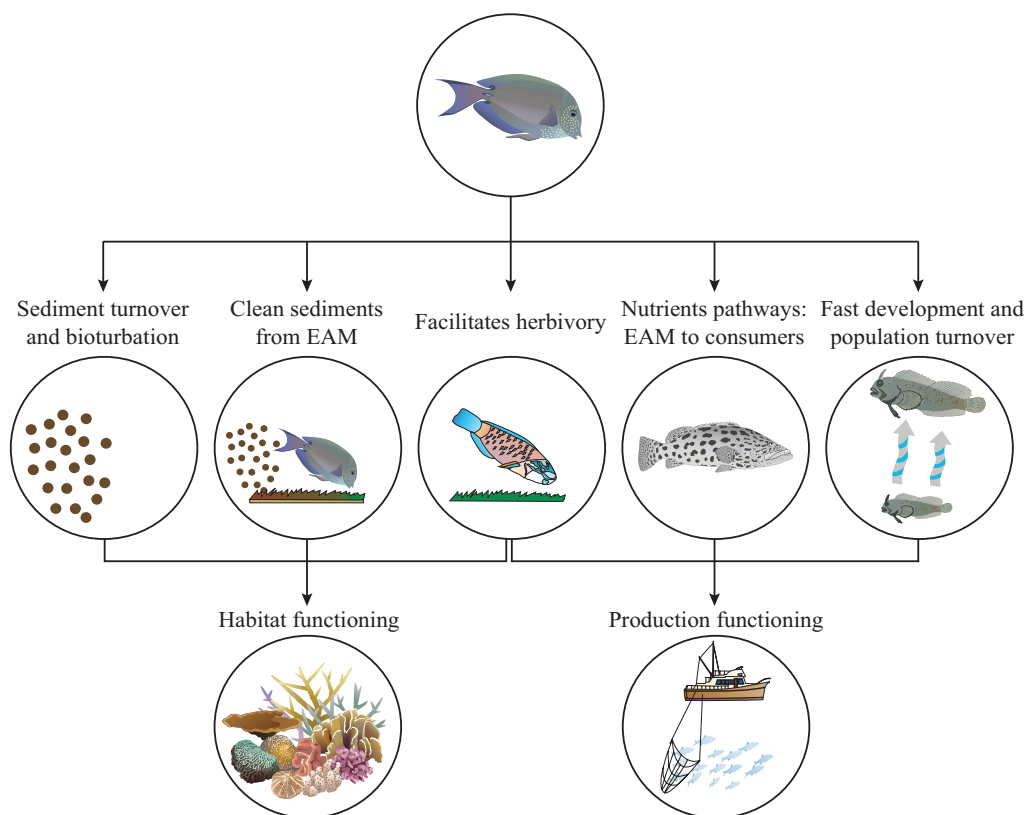 Sediment turnover
and bioturbation
Clean sediments
from EAM
Facilitates herbivory
Nutrients pathways:
EAM to consumers
Fast development and
population turnover
Habitat functioning
Production functioning